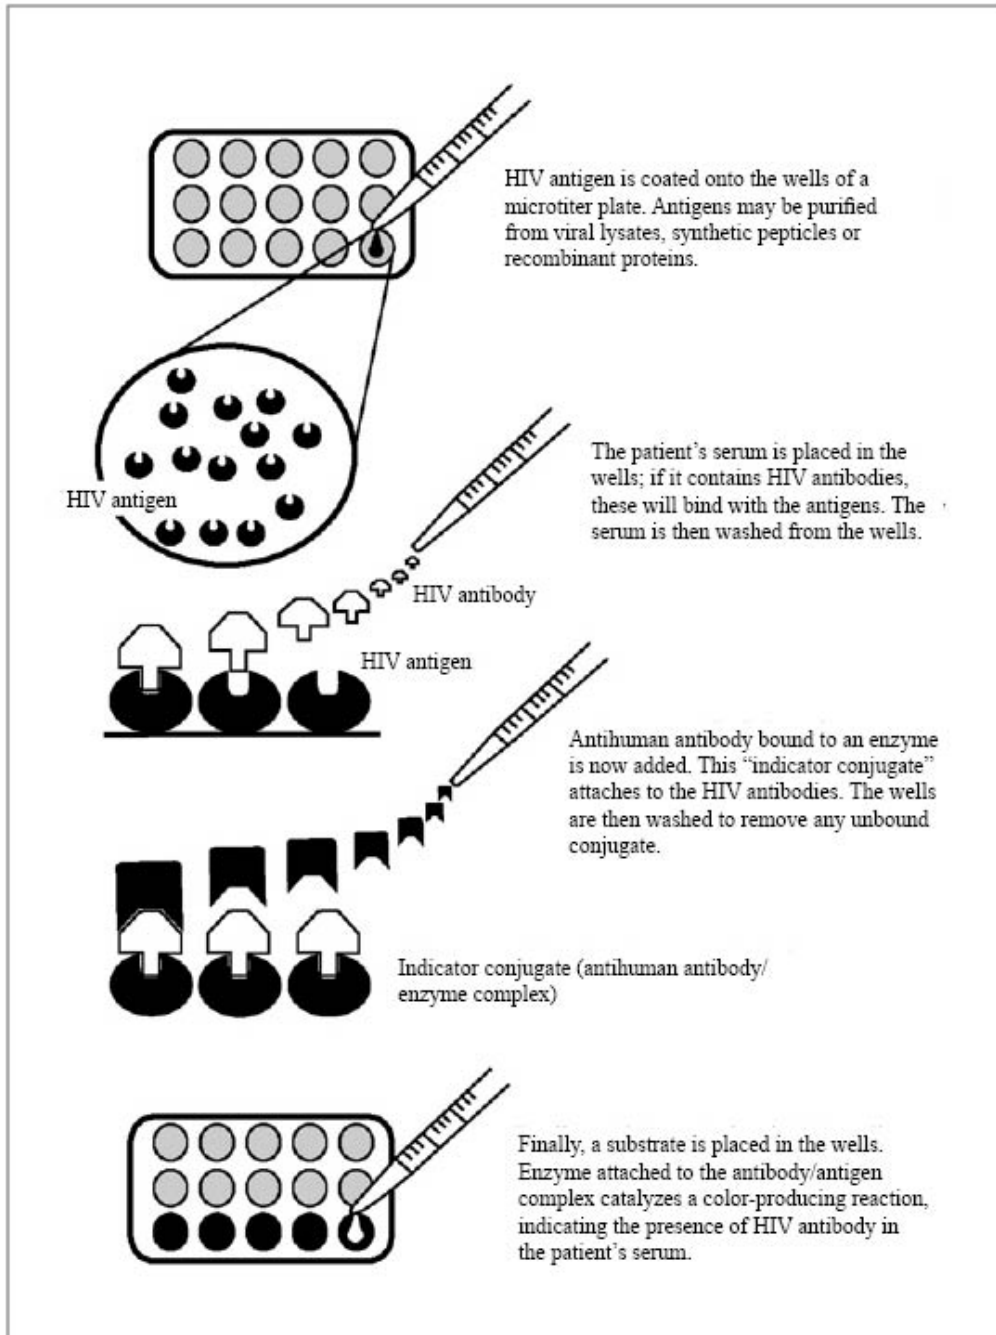 HIV antigen is coated onto the wells of a
microtiter plate. Antigens may be purified
from viral lysates, synthetic peptides or
recombinant proteins.
HIV antigen
The patient’s serum is placed in the
wells; if it contains HIV antibodies,
these will bind with the antigens. The
serum is then washed from the wells.
HIV antibody
HIV antigen
Antihuman antibody bound to an enzyme
is now added. This “indicator conjugate”
attaches to the HIV antibodies. The wells
are then washed to remove any unbound
conjugate.
Indicator conjugate (antihuman antibody/
enzyme complex)
Finally, a substrate is placed in the wells.
Enzyme attached to the antibody/antigen
complex catalyzes a color-producing reaction,
indicating the presence of HIV antibody in
the patient’s serum.